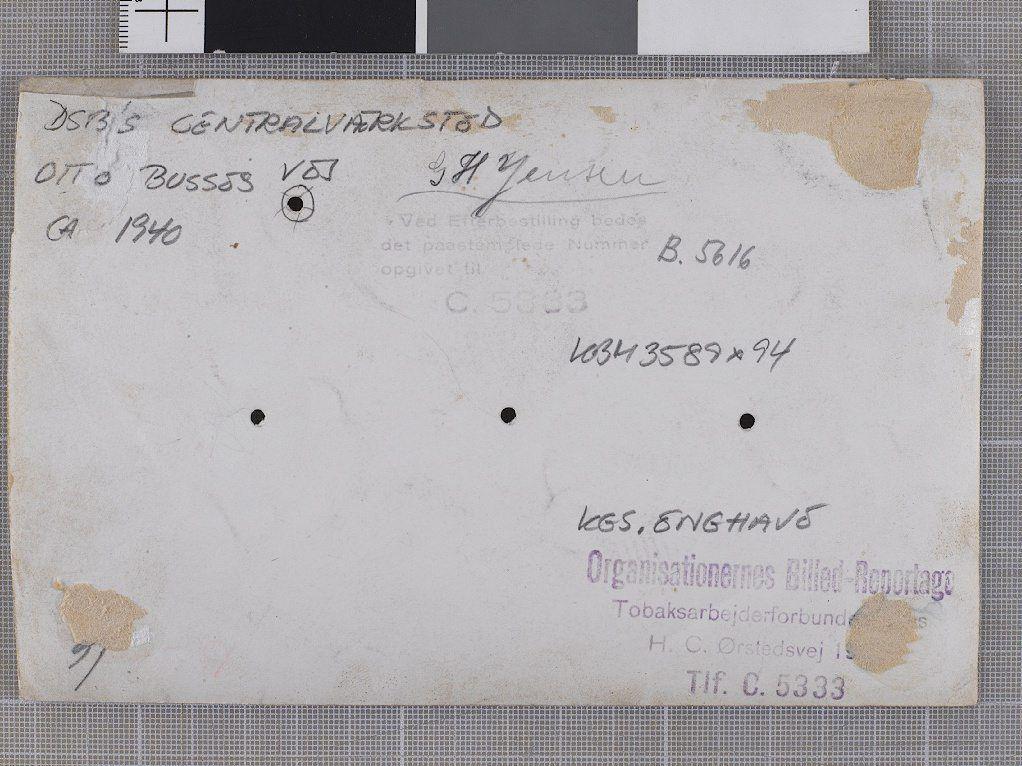 DSB'S CENTRALVÆRKSTED
OTTO BUSSES VEJ
CA 1940
G H Jensen
Ved Efterbestilling bedes
det paastemplede Nummer
opgivet til
C. 5333
B. 5616
KBH 3589 x 94
KGS. ENGHAVE
Organisationernes Billed-Reportage
Tobaksarbejderforbundets
H. C. Ørstedsvej
Tlf. C. 5333